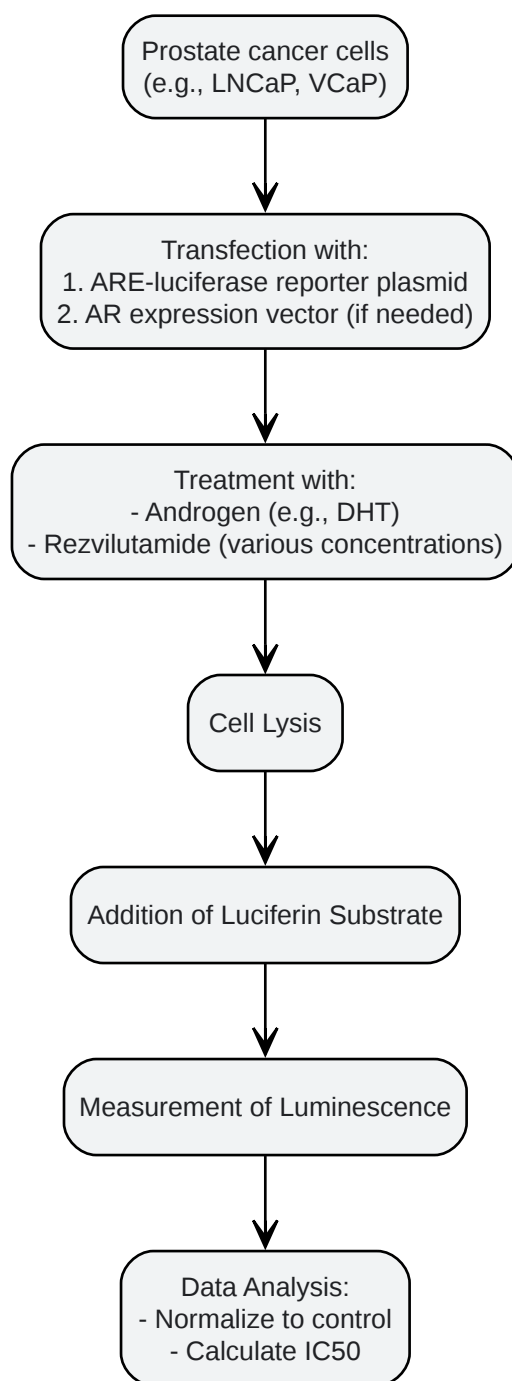 Prostate cancer cells
(e.g., LNCaP, VCaP)
Transfection with:
1. ARE-luciferase reporter plasmid
2. AR expression vector (if needed)
Treatment with:
- Androgen (e.g., DHT)
- Rezvilutamide (various concentrations)
Cell Lysis
Addition of Luciferin Substrate
Measurement of Luminescence
Data Analysis:
- Normalize to control
- Calculate IC50